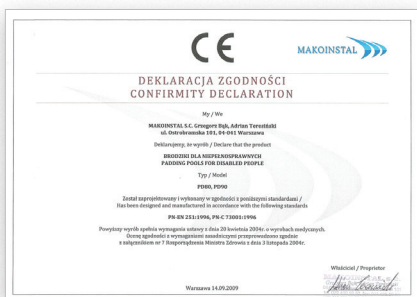 CE
MAKOINSTAL
DEKLARACJA ZGODNOŚCI
CONFIRMITY DECLARATION
My / We
MAKOINSTAL S.C. Grzegorz Bąk, Adrian Teresiński
ul. Ostrobramska 101, 04-041 Warszawa
Deklarujemy, że wyrób / Declare that the product
BRODZIKI DLA NIEPEŁNOSPRAWNYCH
PADDING POOLS FOR DISABLED PEOPLE
Typ / Model
PD80, PD90
Został zaprojektowany i wykonany w zgodności z poniższymi standardami /
Has been designed and manufactured in accordance with the following standards
PN-EN 251:1996, PN-C 73001:1996
Powyższy wyrób spełnia wymagania ustawy z dnia 20 kwietnia 2004r. o wyrobach medycznych.
Ocenę zgodności z wymaganiami zasadniczymi przeprowadzono zgodnie
z załącznikiem nr 7 Rozporządzenia Ministra Zdrowia z dnia 3 listopada 2004r.
Właściciel / Proprietor
Warszawa 14.09.2009